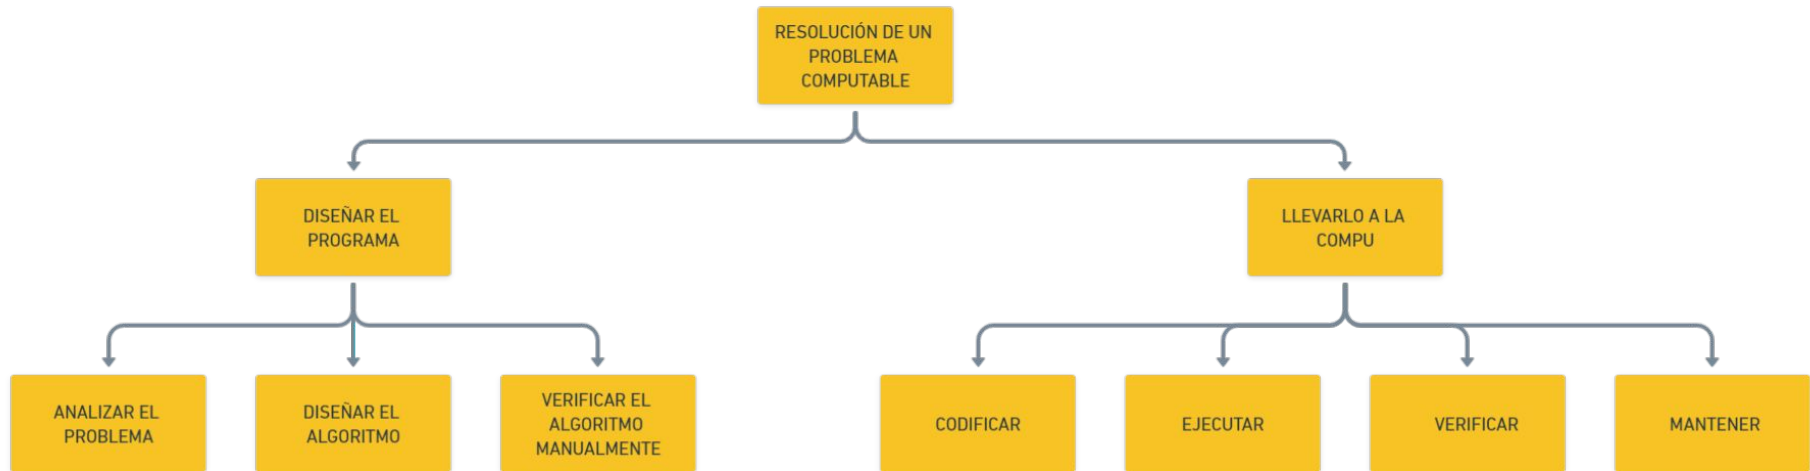 RESOLUCIÓN DE UN
PROBLEMA
COMPUTABLE
DISEÑAR EL
PROGRAMA
LLEVARLO A LA
COMPU
ANALIZAR EL
PROBLEMA
DISEÑAR EL
ALGORITMO
VERIFICAR EL
ALGORITMO
MANUALMENTE
CODIFICAR
EJECUTAR
VERIFICAR
MANTENER